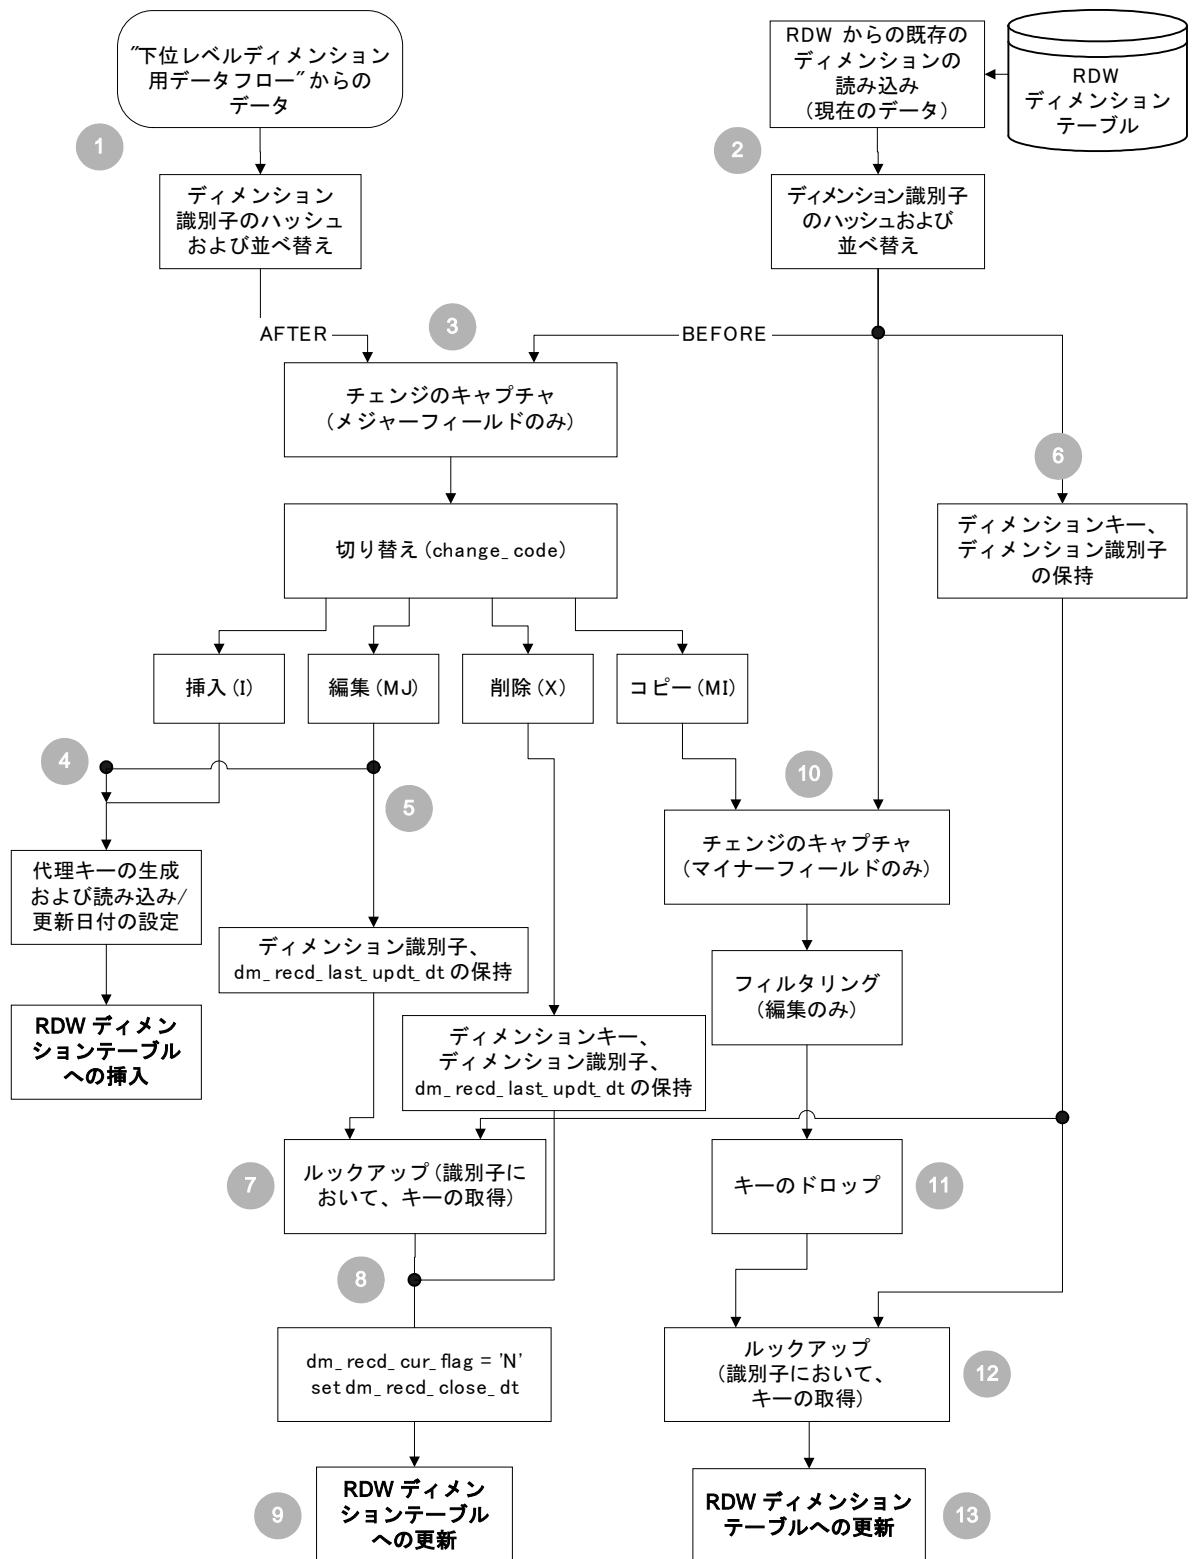 "下位レベルディメンション
用データフロー"からの
データ
RDW からの既存の
ディメンションの
読み込み
(現在のデータ)
RDW
ディメンション
テーブル
1
2
ディメンション
識別子のハッシュ
および並べ替え
ディメンション識別子
のハッシュおよび
並べ替え
AFTER
3
BEFORE
チェンジのキャプチャ
(メジャーフィールドのみ)
6
切り替え (change_code)
ディメンションキー、
ディメンション識別子
の保持
挿入 (I)
編集 (MJ)
削除 (X)
コピー (MI)
4
5
10
チェンジのキャプチャ
(マイナーフィールドのみ)
代理キーの生成
および読み込み/
更新日付の設定
ディメンション識別子、
dm_recd_last_updt_dt の保持
フィルタリング
(編集のみ)
RDW ディメン
ションテーブル
への挿入
ディメンションキー、
ディメンション識別子、
dm_recd_last_updt_dt の保持
7
ルックアップ (識別子に
おいて、キーの取得)
キーのドロップ
11
8
dm_recd_cur_flag = 'N'
set dm_recd_close_dt
ルックアップ
(識別子において、
キーの取得)
12
9
RDW ディメン
ションテーブル
への更新
RDW ディメンション
テーブルへの更新
13